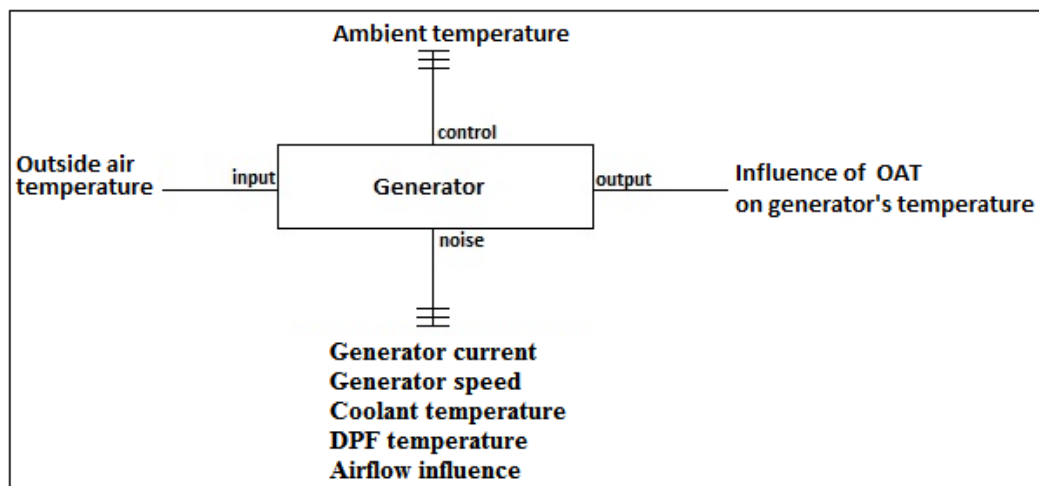 Ambient temperature
control
Outside air
temperature
input
Generator
output
Influence of OAT
on generator's temperature
noise
Generator current
Generator speed
Coolant temperature
DPF temperature
Airflow influence